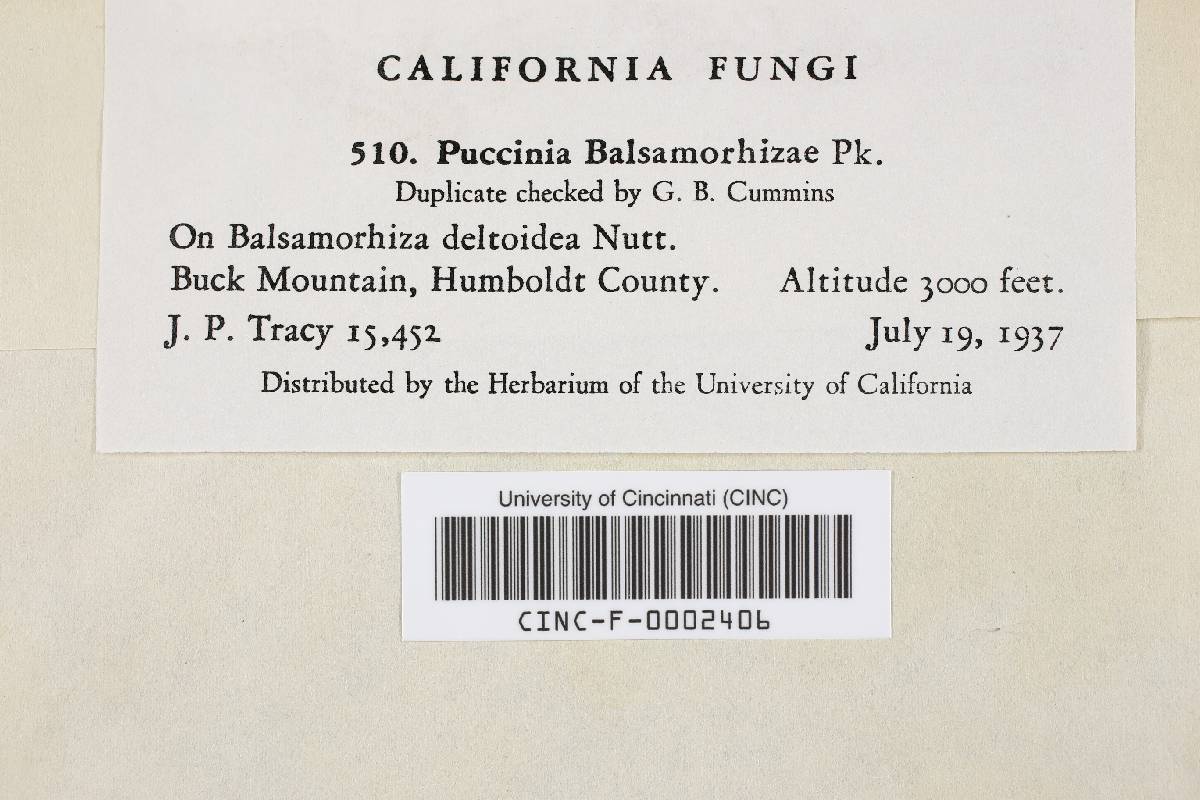 CALIFORNIA FUNGI
510. Puccinia Balsamorhizae Pk.
Duplicate checked by G. B. Cummins
On Balsamorhiza deltoidea Nutt.
Buck Mountain, Humboldt County. Altitude 3000 feet.
J. P. Tracy 15,452 July 19, 1937
Distributed by the Herbarium of the University of California
University of Cincinnati (CINC)
CINC-F-0002406